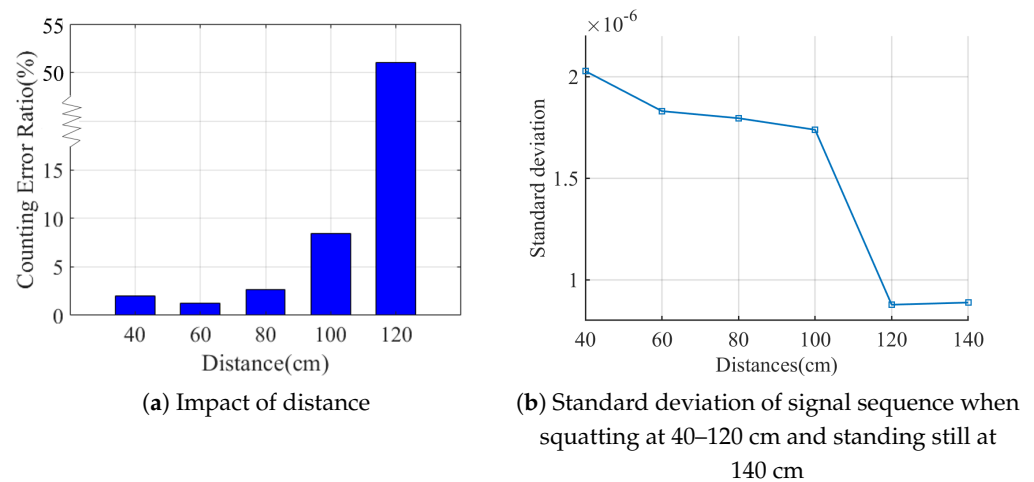 55
50
15
10
5
0
Counting Error Ratio(%)
40 60 80 100 120
Distance(cm)
(a) Impact of distance
×10⁻⁶
2
1.5
1
Standard deviation
40 60 80 100 120 140
Distances(cm)
(b) Standard deviation of signal sequence when
squatting at 40–120 cm and standing still at
140 cm